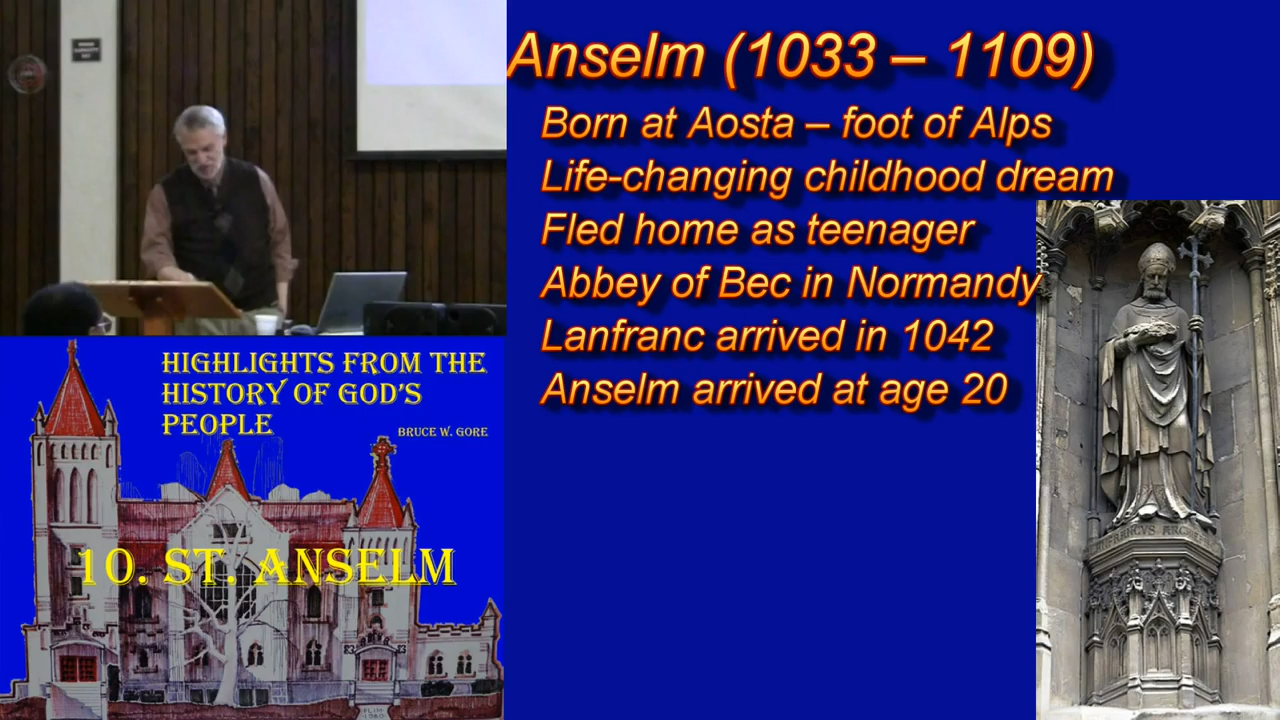 Anselm (1033 – 1109)
Born at Aosta – foot of Alps
Life-changing childhood dream
Fled home as teenager
Abbey of Bec in Normandy
Lanfranc arrived in 1042
Anselm arrived at age 20
HIGHLIGHTS FROM THE
HISTORY OF GOD'S
PEOPLE
BRUCE W. GORE
10. ST. ANSELM